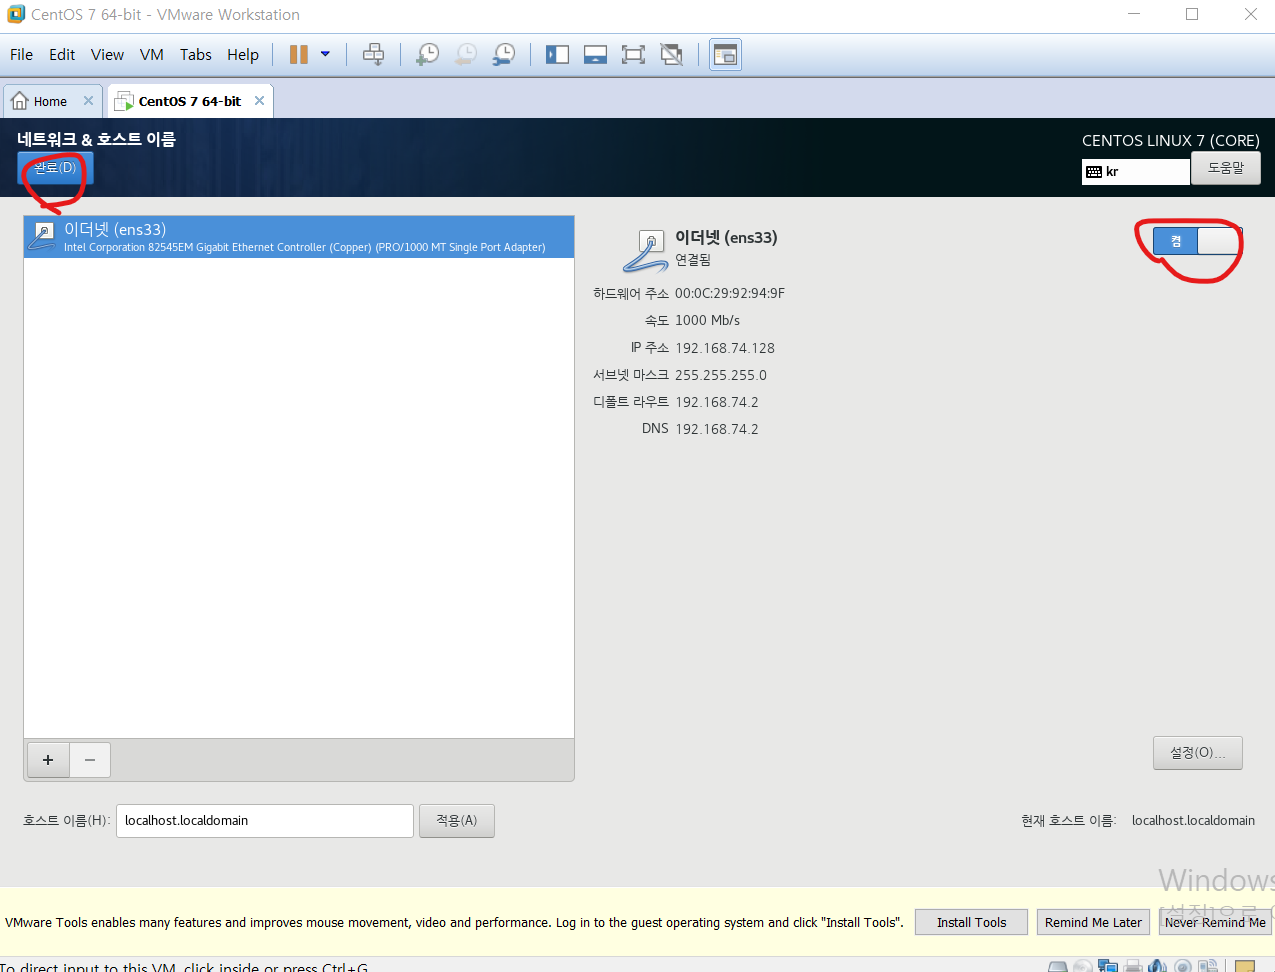 CentOS 7 64-bit - VMware Workstation
File Edit View VM Tabs Help
Home
CentOS 7 64-bit
네트워크 & 호스트 이름
CENTOS LINUX 7 (CORE)
완료(D)
kr
도움말
이더넷 (ens33)
Intel Corporation 82545EM Gigabit Ethernet Controller (Copper) (PRO/1000 MT Single Port Adapter)
이더넷 (ens33)
연결됨
켬
하드웨어 주소 00:0C:29:92:94:9F
속도 1000 Mb/s
IP 주소 192.168.74.128
서브넷 마스크 255.255.255.0
디폴트 라우트 192.168.74.2
DNS 192.168.74.2
+ −
설정(O)...
호스트 이름(H): localhost.localdomain 적용(A)
현재 호스트 이름: localhost.localdomain
Windows
VMware Tools enables many features and improves mouse movement, video and performance. Log in to the guest operating system and click "Install Tools".
Install Tools
Remind Me Later
Never Remind Me
[설정]으로
To direct input to this VM, click inside or press Ctrl+G.